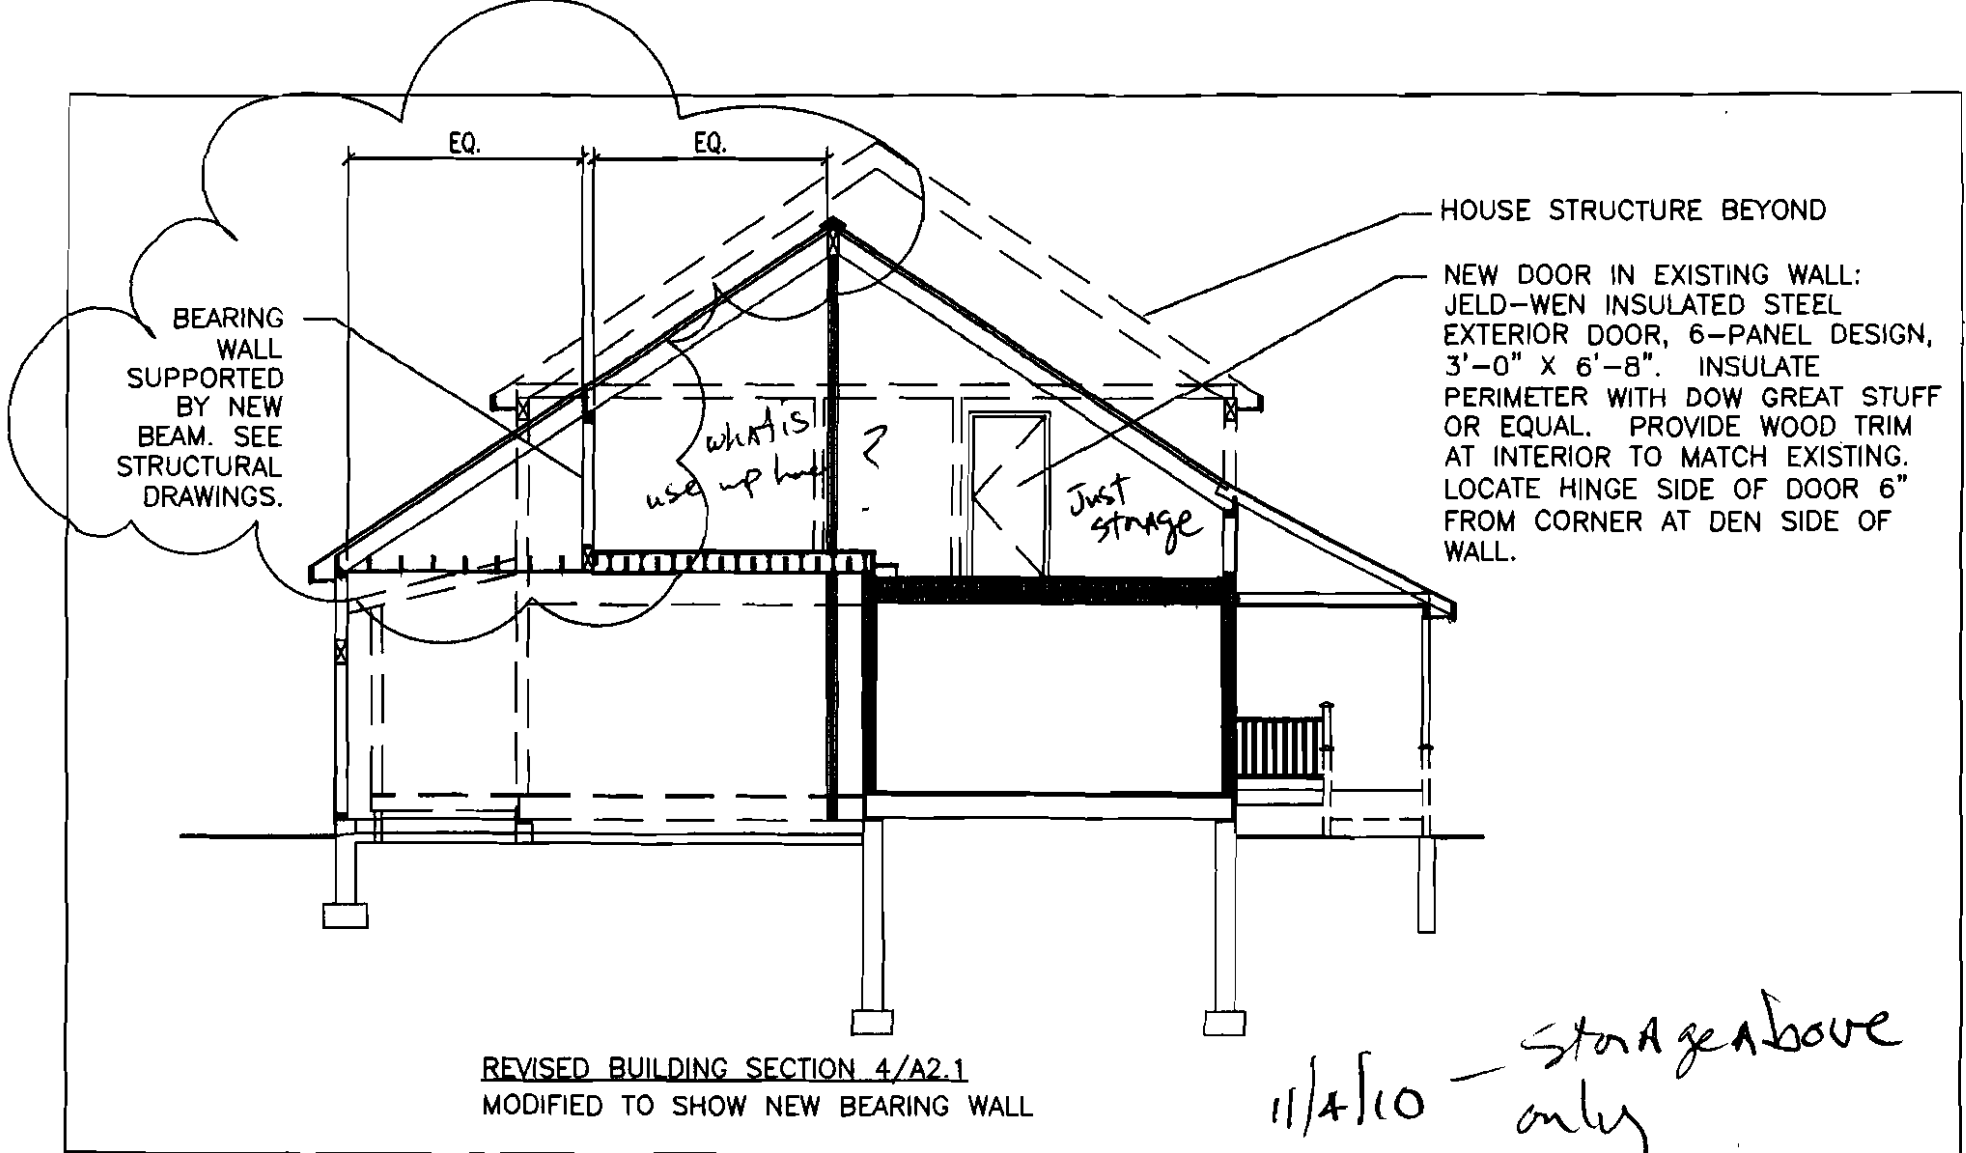 EQ.
EQ.
HOUSE STRUCTURE BEYOND
NEW DOOR IN EXISTING WALL:
JELD-WEN INSULATED STEEL
EXTERIOR DOOR, 6-PANEL DESIGN,
3'-0" X 6'-8".  INSULATE
PERIMETER WITH DOW GREAT STUFF
OR EQUAL.  PROVIDE WOOD TRIM
AT INTERIOR TO MATCH EXISTING.
LOCATE HINGE SIDE OF DOOR 6"
FROM CORNER AT DEN SIDE OF
WALL.
BEARING
WALL
SUPPORTED
BY NEW
BEAM. SEE
STRUCTURAL
DRAWINGS.
what is
use up here ?
Just
storage
REVISED BUILDING SECTION 4/A2.1
MODIFIED TO SHOW NEW BEARING WALL
11/4/10 — storage above
only